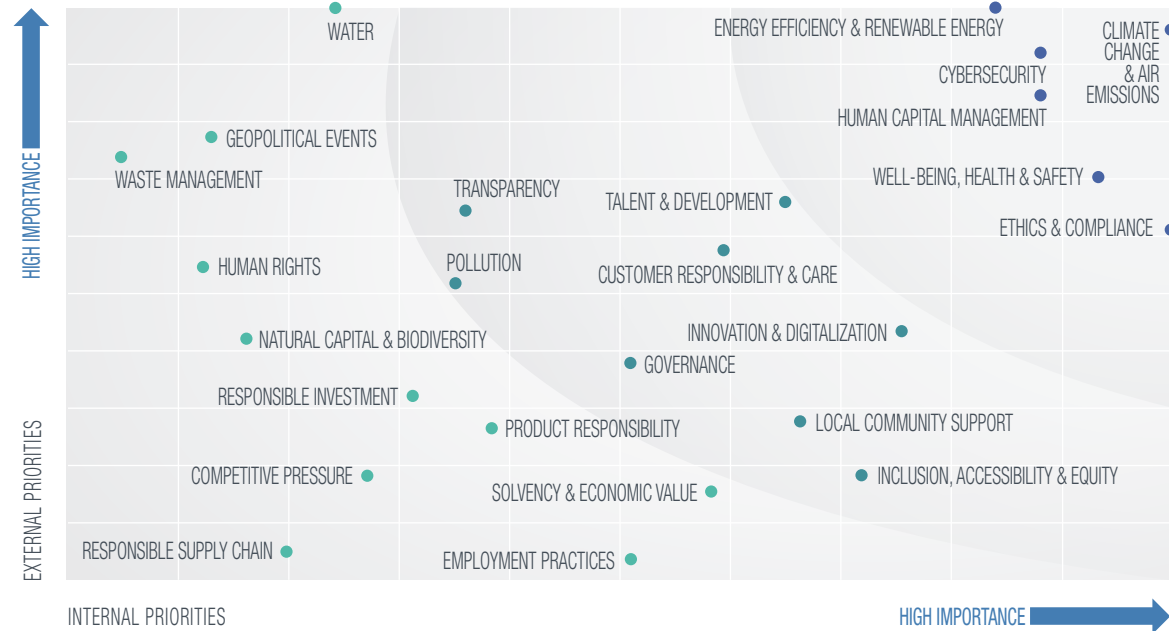 WATER
ENERGY EFFICIENCY & RENEWABLE ENERGY
CLIMATE
CHANGE
& AIR
EMISSIONS
CYBERSECURITY
HUMAN CAPITAL MANAGEMENT
GEOPOLITICAL EVENTS
WASTE MANAGEMENT
TRANSPARENCY
TALENT & DEVELOPMENT
WELL-BEING, HEALTH & SAFETY
ETHICS & COMPLIANCE
HUMAN RIGHTS
POLLUTION
CUSTOMER RESPONSIBILITY & CARE
NATURAL CAPITAL & BIODIVERSITY
INNOVATION & DIGITALIZATION
GOVERNANCE
RESPONSIBLE INVESTMENT
PRODUCT RESPONSIBILITY
LOCAL COMMUNITY SUPPORT
COMPETITIVE PRESSURE
SOLVENCY & ECONOMIC VALUE
INCLUSION, ACCESSIBILITY & EQUITY
RESPONSIBLE SUPPLY CHAIN
EMPLOYMENT PRACTICES
HIGH IMPORTANCE
EXTERNAL PRIORITIES
INTERNAL PRIORITIES
HIGH IMPORTANCE